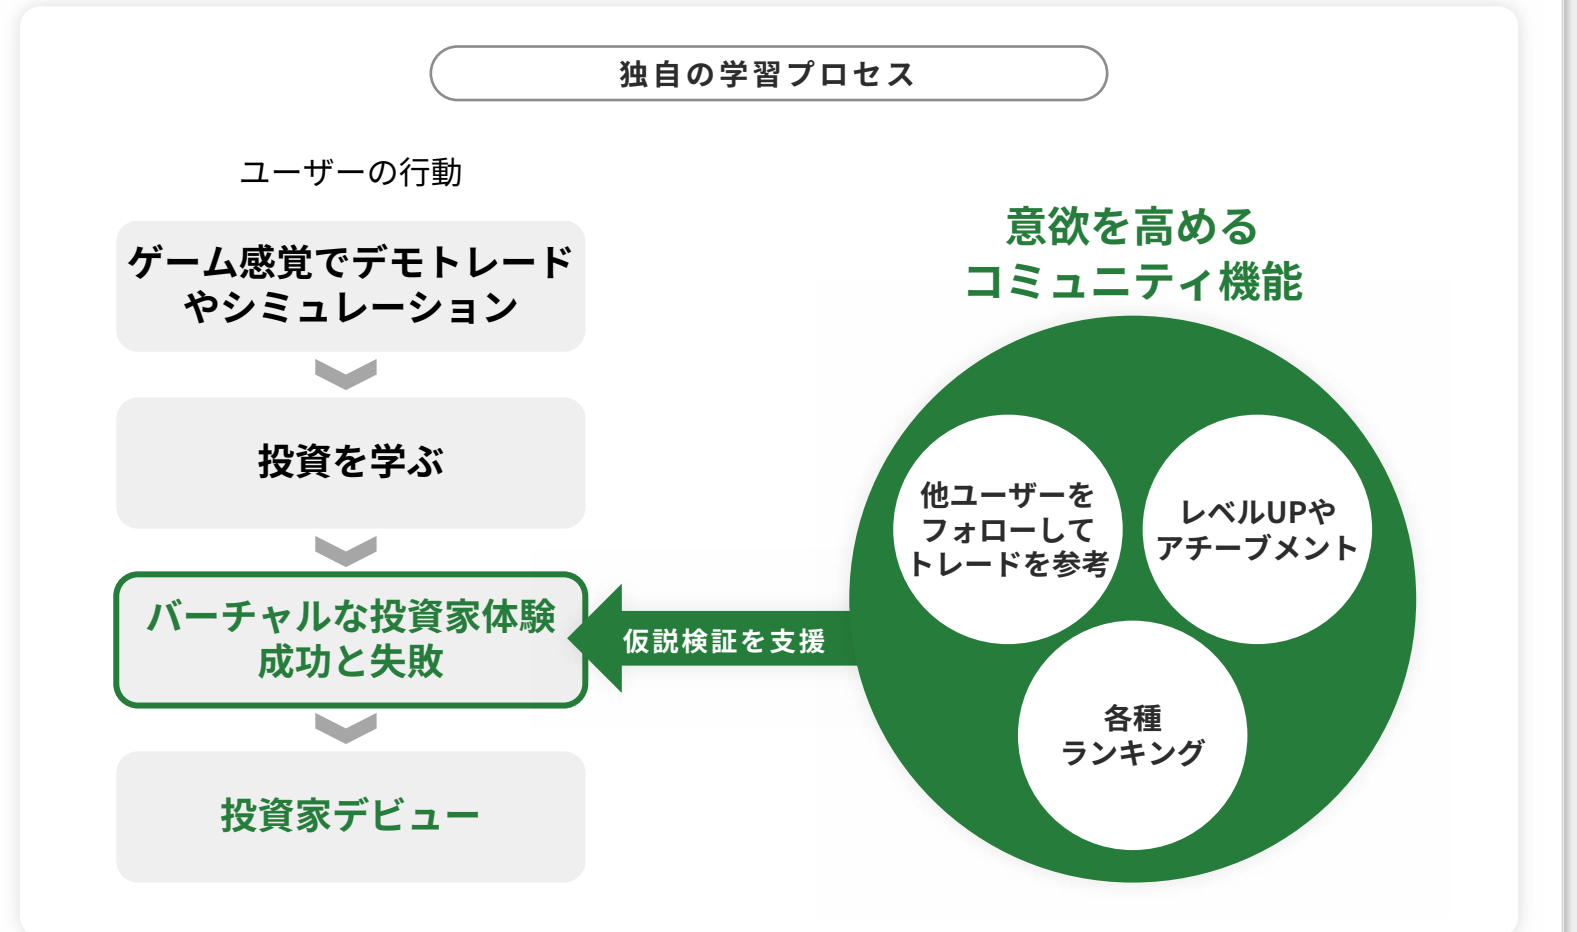 独自の学習プロセス
ユーザーの行動
ゲーム感覚でデモトレード
やシミュレーション
投資を学ぶ
バーチャルな投資家体験
成功と失敗
投資家デビュー
仮説検証を支援
意欲を高める
コミュニティ機能
他ユーザーを
フォローして
トレードを参考
レベルUPや
アチーブメント
各種
ランキング